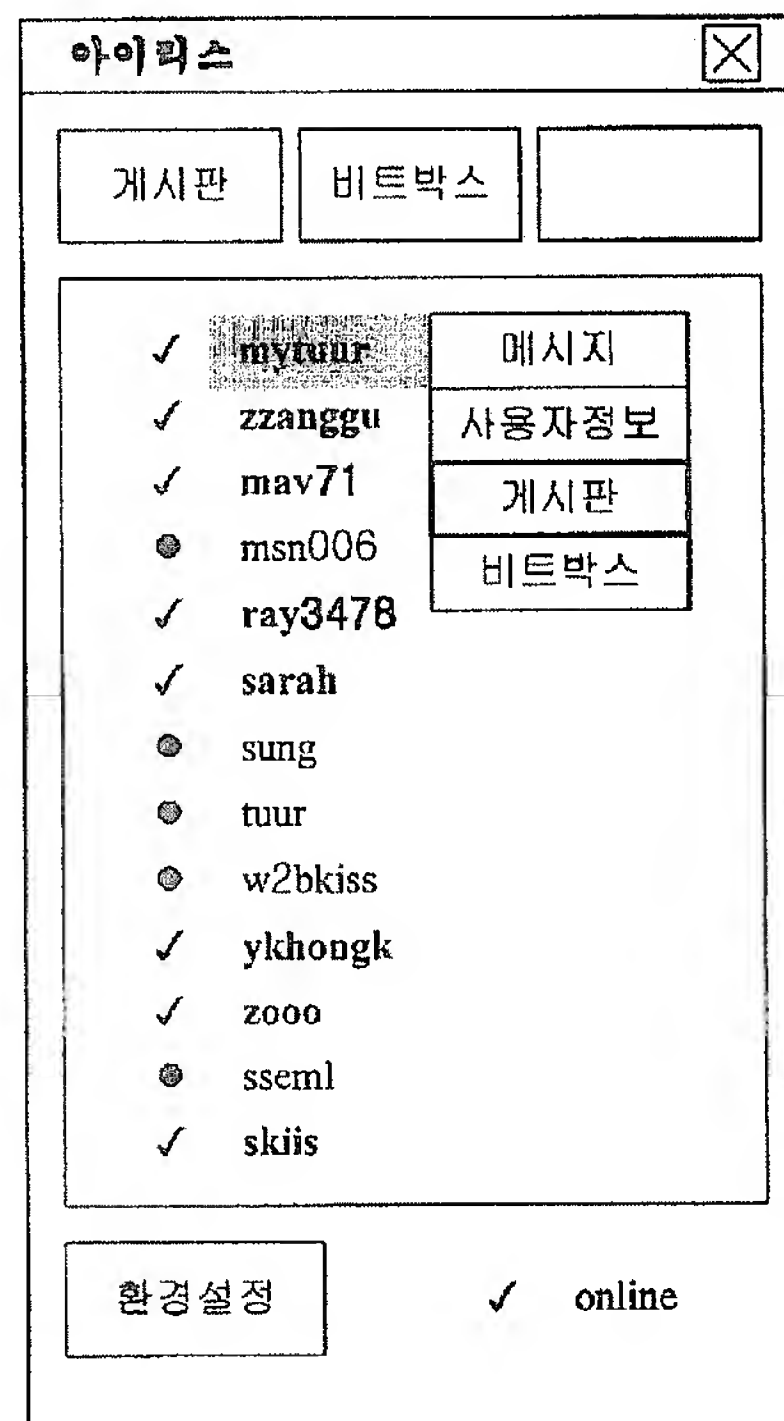 아이리스
게시판 비트박스
✓ mytuur 메시지
✓ zzanggu 사용자정보
✓ mav71 게시판
● msn006 비트박스
✓ ray3478
✓ sarah
● sung
● tuur
● w2bkiss
✓ ykhongk
✓ zooo
● sseml
✓ skiis
환경설정 ✓ online